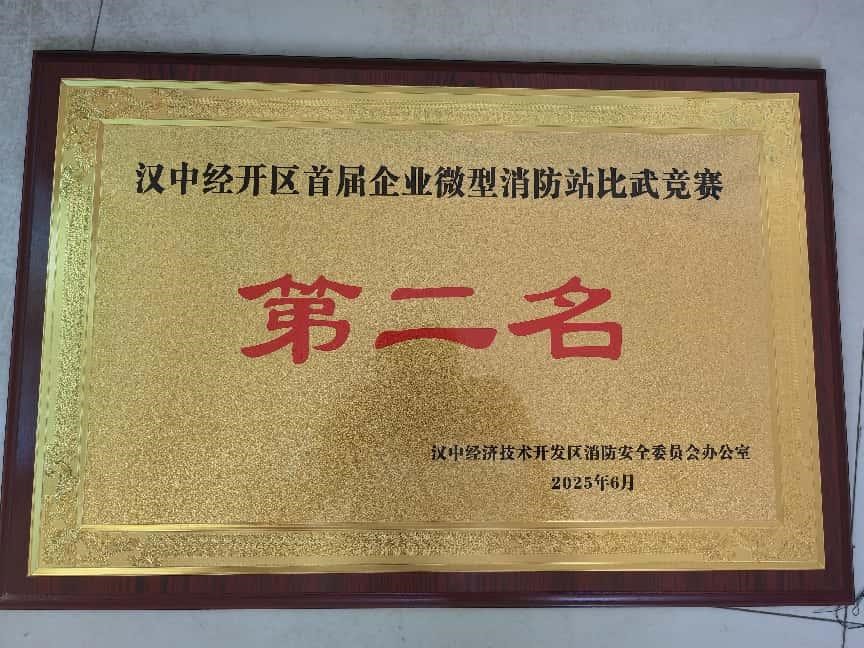 汉中经开区首届企业微型消防站比武竞赛
第二名
汉中经济技术开发区消防安全委员会办公室
2025年6月